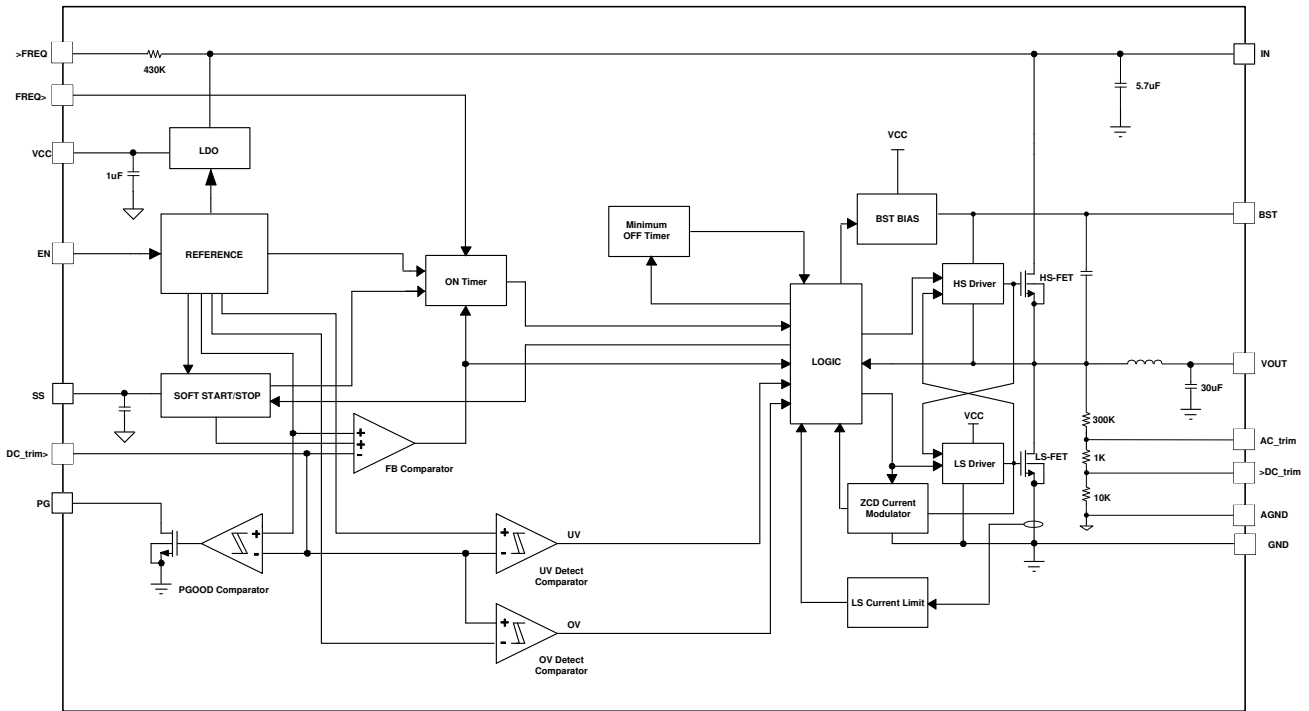 >FREQ
430K
IN
5.7uF
FREQ>
VCC
LDO
1uF
VCC
EN
REFERENCE
Minimum
OFF Timer
BST BIAS
BST
ON Timer
HS Driver
HS-FET
LOGIC
VOUT
30uF
SS
SOFT START/STOP
VCC
300K
AC_trim
DC_trim>
+
+
-
FB Comparator
LS Driver
LS-FET
1K
>DC_trim
10K
PG
ZCD Current
Modulator
AGND
GND
+
-
PGOOD Comparator
+
-
UV
UV Detect
Comparator
LS Current Limit
+
-
OV
OV Detect
Comparator